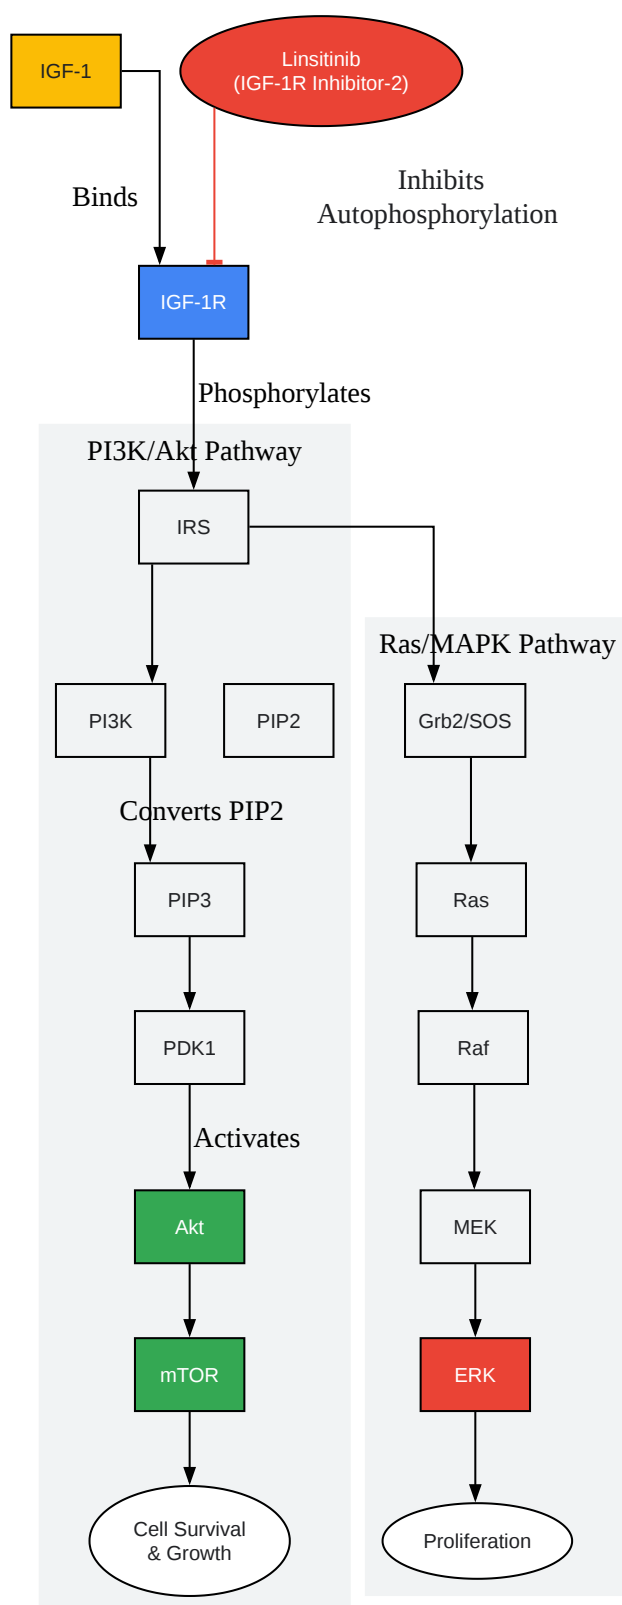 IGF-1
Linsitinib
(IGF-1R Inhibitor-2)
Binds
Inhibits
Autophosphorylation
IGF-1R
Phosphorylates
PI3K/Akt Pathway
IRS
Ras/MAPK Pathway
PI3K
PIP2
Grb2/SOS
Converts PIP2
PIP3
Ras
PDK1
Raf
Activates
Akt
MEK
mTOR
ERK
Cell Survival
& Growth
Proliferation